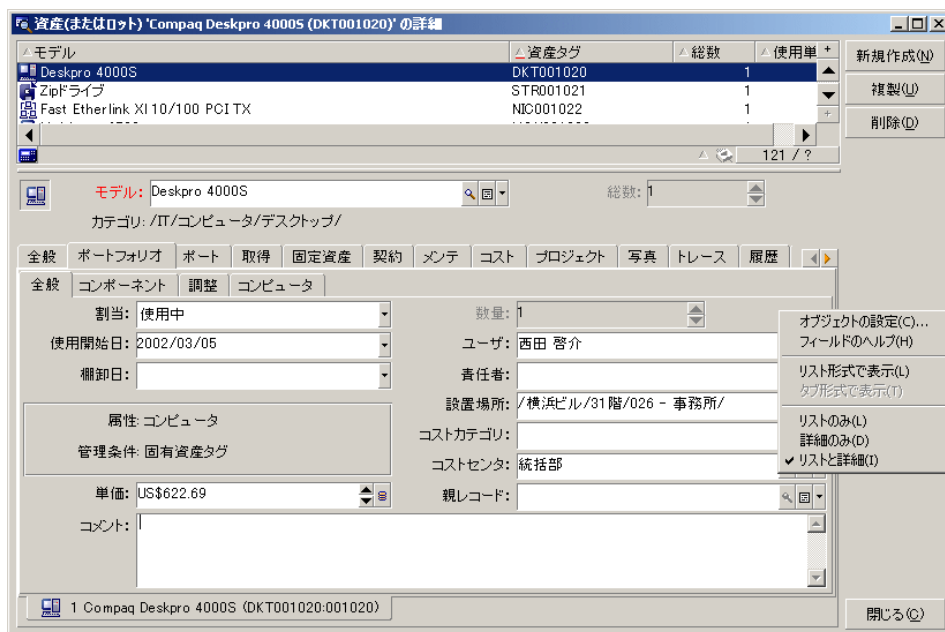 資産(またはロット) 'Compaq Deskpro 4000S (DKT001020)' の詳細
モデル 資産タグ 総数 使用単
Deskpro 4000S DKT001020 1
Zipドライブ STR001021 1
Fast Etherlink XI 10/100 PCI TX NIC001022 1
121 / ?
新規作成(N)
複製(U)
削除(D)
モデル: Deskpro 4000S 総数: 1
カテゴリ: /IT/コンピュータ/デスクトップ/
全般 ポートフォリオ ポート 取得 固定資産 契約 メンテ コスト プロジェクト 写真 トレース 履歴
全般 コンポーネント 調整 コンピュータ
割当: 使用中 数量: 1
使用開始日: 2002/03/05 ユーザ: 西田 啓介
棚卸日: 責任者:
設置場所: /横浜ビル/31階/026 - 事務所/
属性: コンピュータ
コストカテゴリ:
管理条件: 固有資産タグ
コストセンタ: 統括部
単価: US$622.69 親レコード:
コメント:
オブジェクトの設定(C)...
フィールドのヘルプ(H)
リスト形式で表示(L)
タブ形式で表示(T)
リストのみ(L)
詳細のみ(D)
リストと詳細(I)
1 Compaq Deskpro 4000S (DKT001020:001020)
閉じる(C)